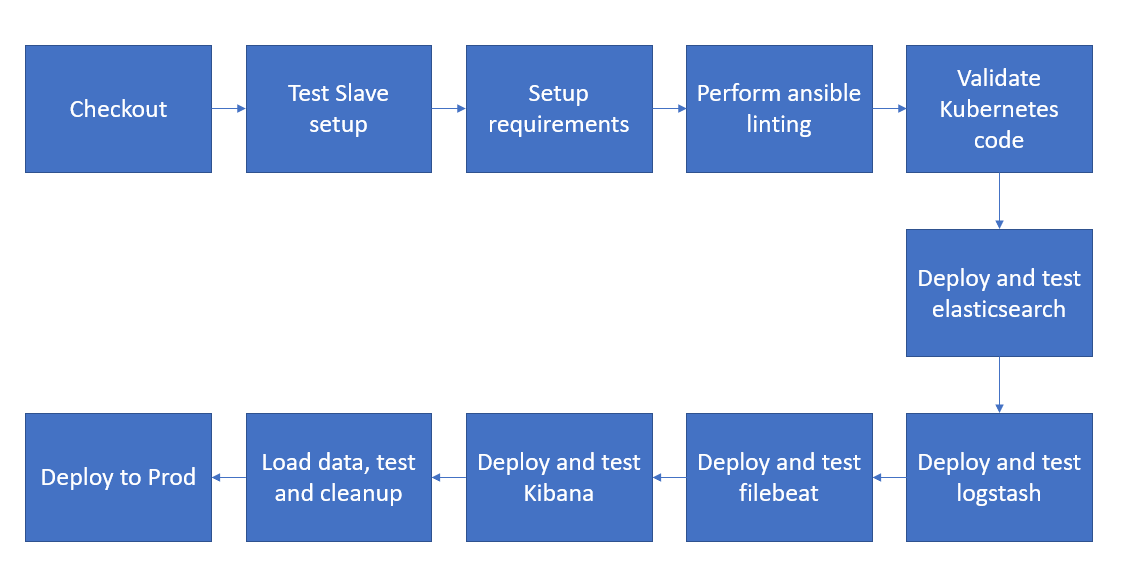 Checkout
Test Slave
setup
Setup
requirements
Perform ansible
linting
Validate
Kubernetes
code
Deploy and test
elasticsearch
Deploy and test
logstash
Deploy and test
filebeat
Deploy and test
Kibana
Load data, test
and cleanup
Deploy to Prod